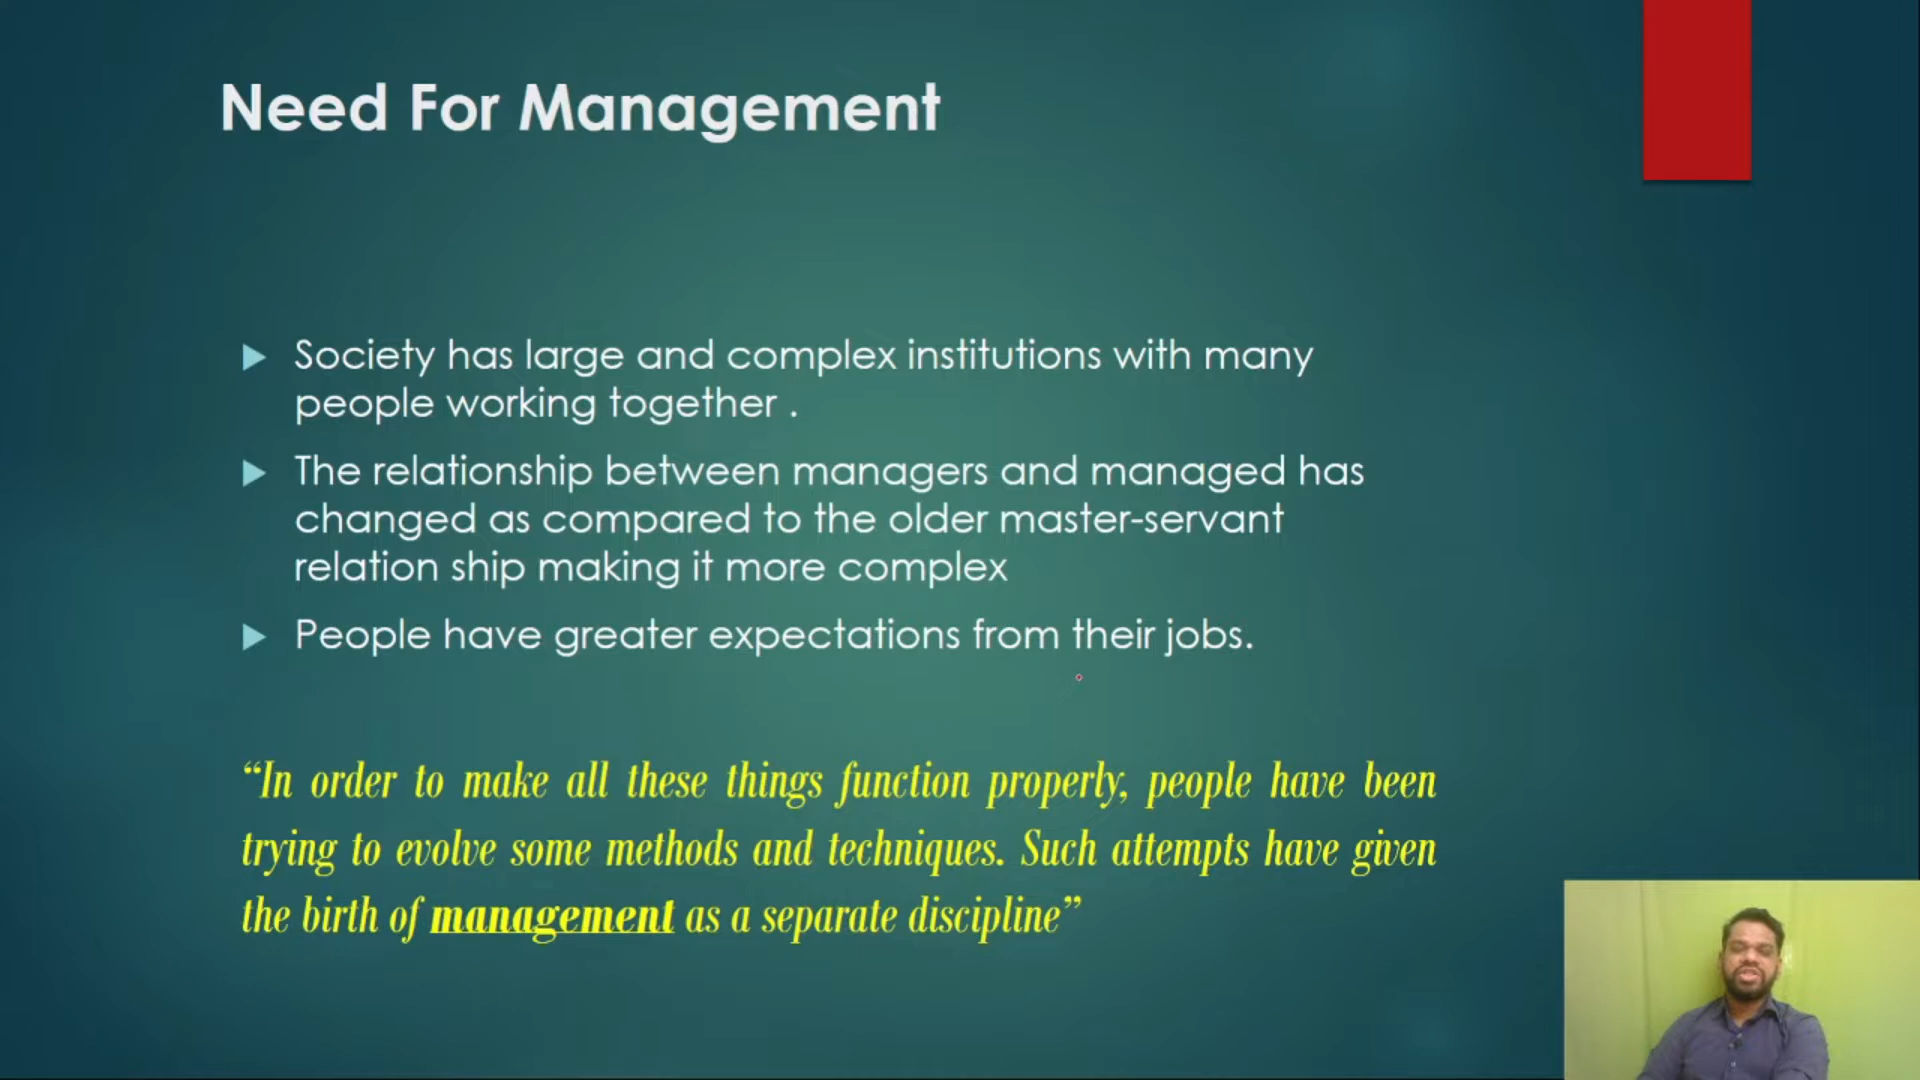 Need For Management
Society has large and complex institutions with many
people working together .
The relationship between managers and managed has
changed as compared to the older master-servant
relation ship making it more complex
People have greater expectations from their jobs.
“In order to make all these things function properly, people have been
trying to evolve some methods and techniques. Such attempts have given
the birth of management as a separate discipline”